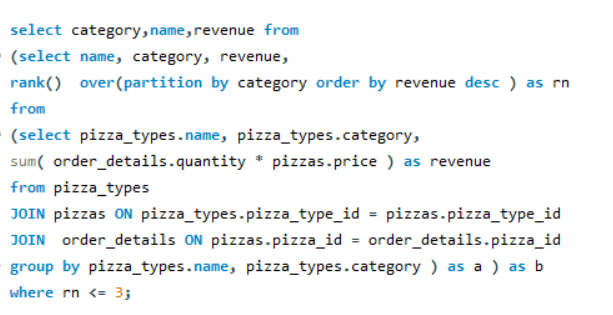 select category,name,revenue from
(select name, category, revenue,
rank()  over(partition by category order by revenue desc ) as rn
from
(select pizza_types.name, pizza_types.category,
sum( order_details.quantity * pizzas.price ) as revenue
from pizza_types
JOIN pizzas ON pizza_types.pizza_type_id = pizzas.pizza_type_id
JOIN  order_details ON pizzas.pizza_id = order_details.pizza_id
group by pizza_types.name, pizza_types.category ) as a ) as b
where rn <= 3;